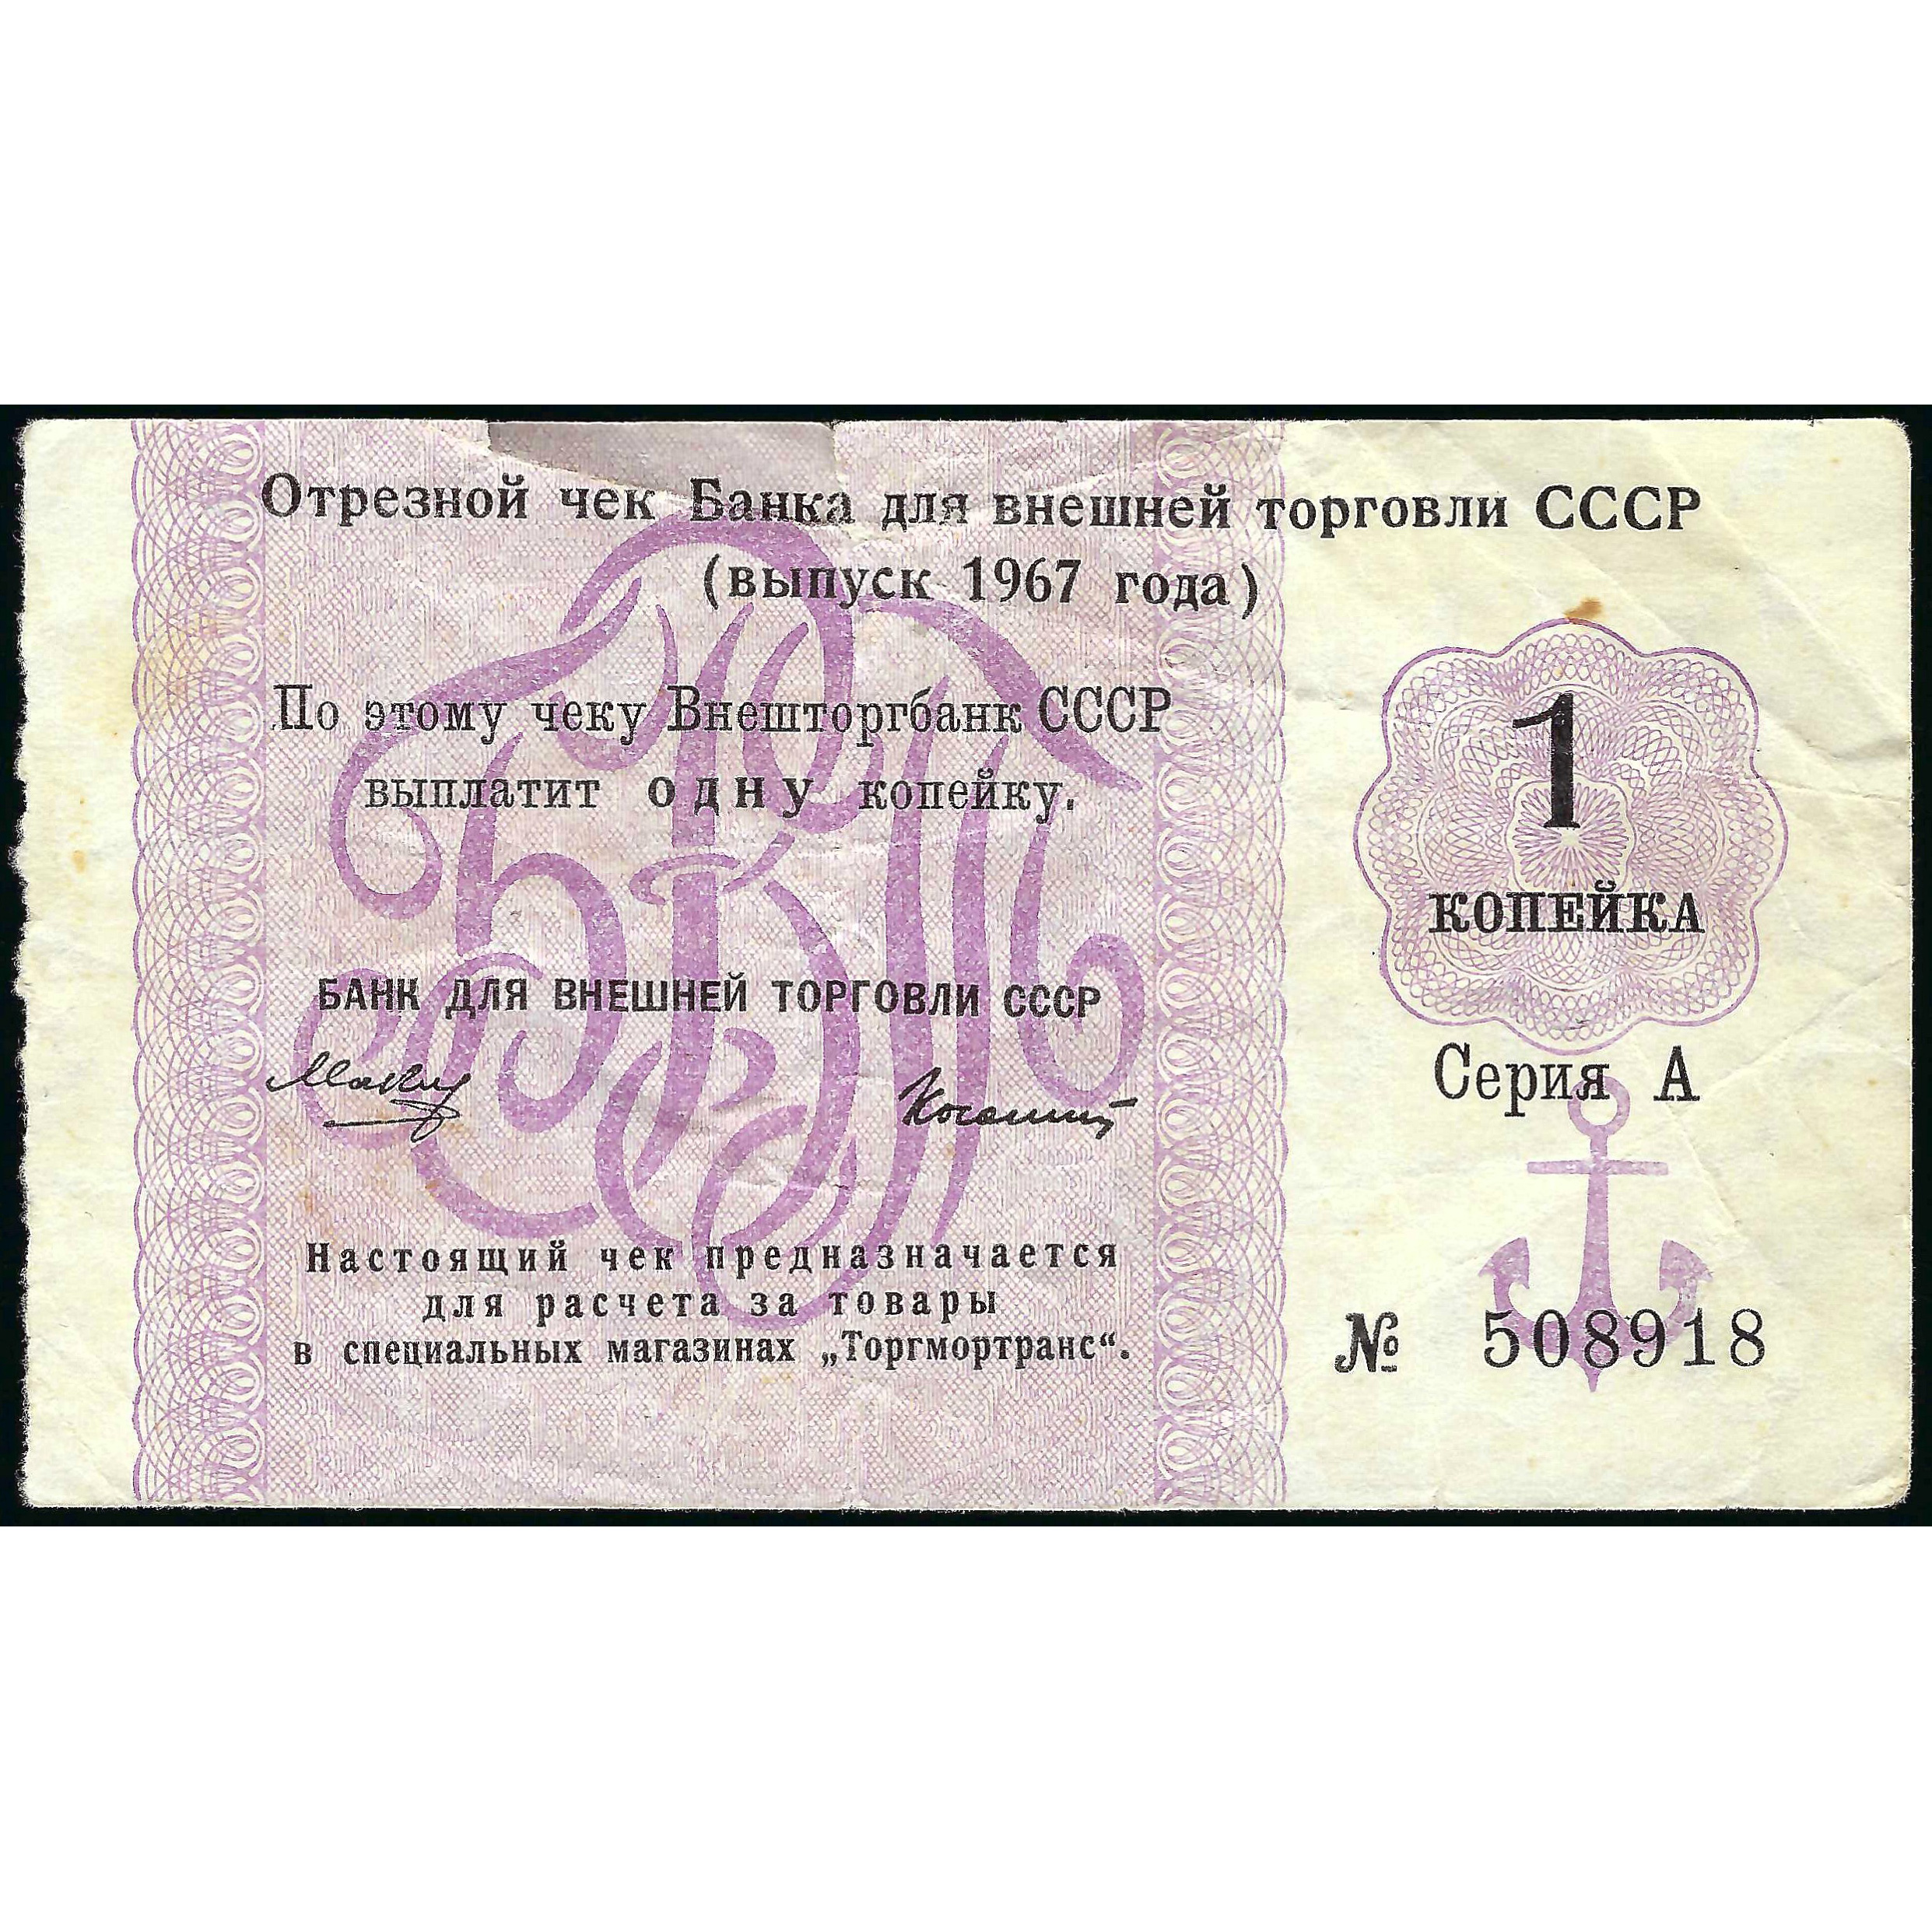 Отрезной чек Банка для внешней торговли СССР
(выпуск 1967 года)
По этому чеку Внешторгбанк СССР
выплатит одну копейку.
1
КОПЕЙКА
БАНК ДЛЯ ВНЕШНЕЙ ТОРГОВЛИ СССР
Серия А
Настоящий чек предназначается
для расчета за товары
в специальных магазинах „Торгмортранс“.
№ 508918